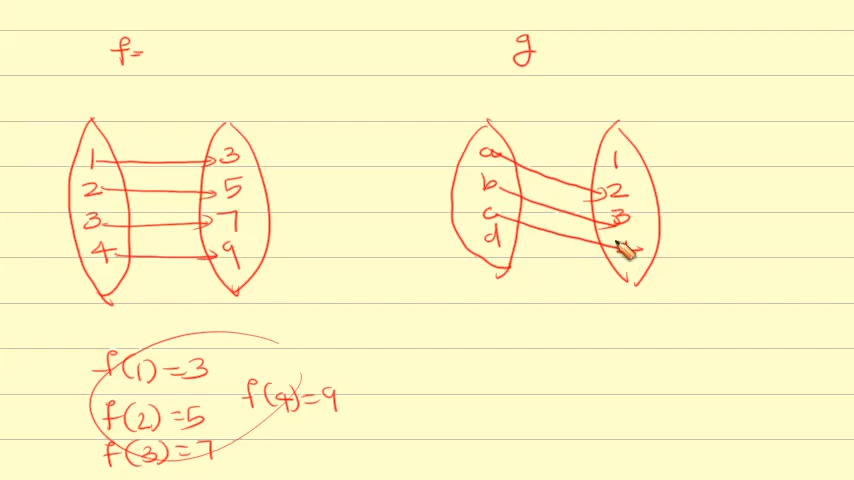 f=
g
1 3
2 5
3 7
4 9
a 1
b 2
c 3
d
f(1)=3
f(2)=5
f(3)=7
f(4)=9